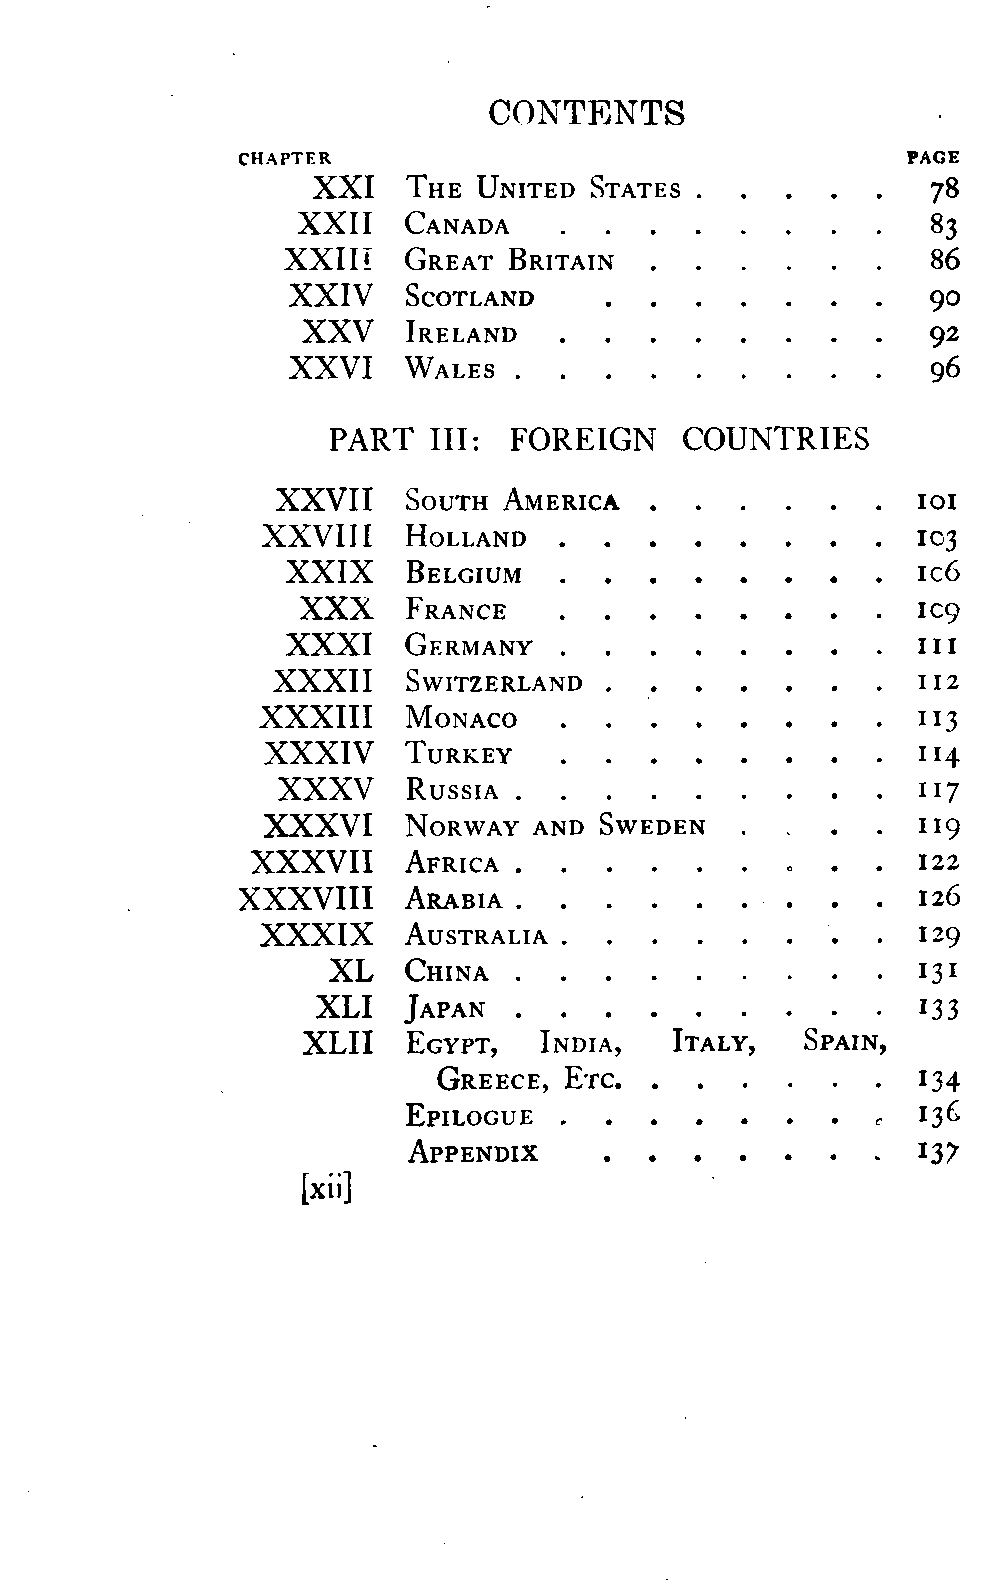 CONTENTS
CHAPTER PAGE
XXI The United States . . . . . 78
XXII Canada . . . . . . . . 83
XXIII Great Britain . . . . . . 86
XXIV Scotland . . . . . . . 90
XXV Ireland . . . . . . . . 92
XXVI Wales . . . . . . . . . 96
PART III: FOREIGN COUNTRIES
XXVII South America . . . . . . 101
XXVIII Holland . . . . . . . . 103
XXIX Belgium . . . . . . . . 106
XXX France . . . . . . . . 109
XXXI Germany . . . . . . . . 111
XXXII Switzerland . . . . . . . 112
XXXIII Monaco . . . . . . . . 113
XXXIV Turkey . . . . . . . . 114
XXXV Russia . . . . . . . . . 117
XXXVI Norway and Sweden . . . . 119
XXXVII Africa . . . . . . . . . 122
XXXVIII Arabia . . . . . . . . . 126
XXXIX Australia . . . . . . . . 129
XL China . . . . . . . . . 131
XLI Japan . . . . . . . . . 133
XLII Egypt, India, Italy, Spain,
Greece, Etc. . . . . . . 134
Epilogue . . . . . . . . 136
Appendix . . . . . . . 137
[xii]